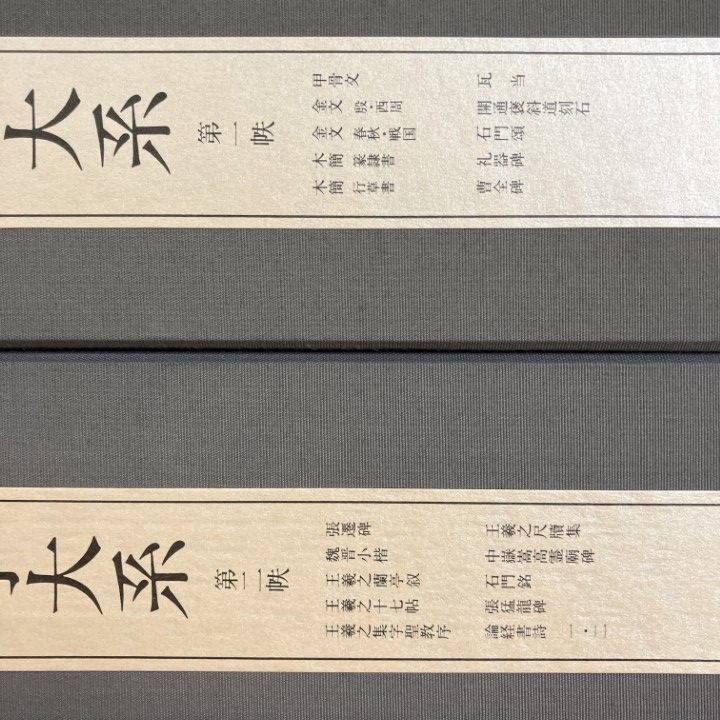 大系
第一帙
甲骨文
金文 殷・西周
金文 春秋・戦国
木簡 篆隷書
木簡 行草書
瓦当
開通褒斜道刻石
石門頌
礼器碑
曹全碑
大系
第二帙
張遷碑
魏晋小楷
王羲之蘭亭叙
王羲之十七帖
王羲之集字聖教序
王羲之尺牘集
中嶽嵩高霊廟碑
石門銘
張猛龍碑
論経書詩 一・二